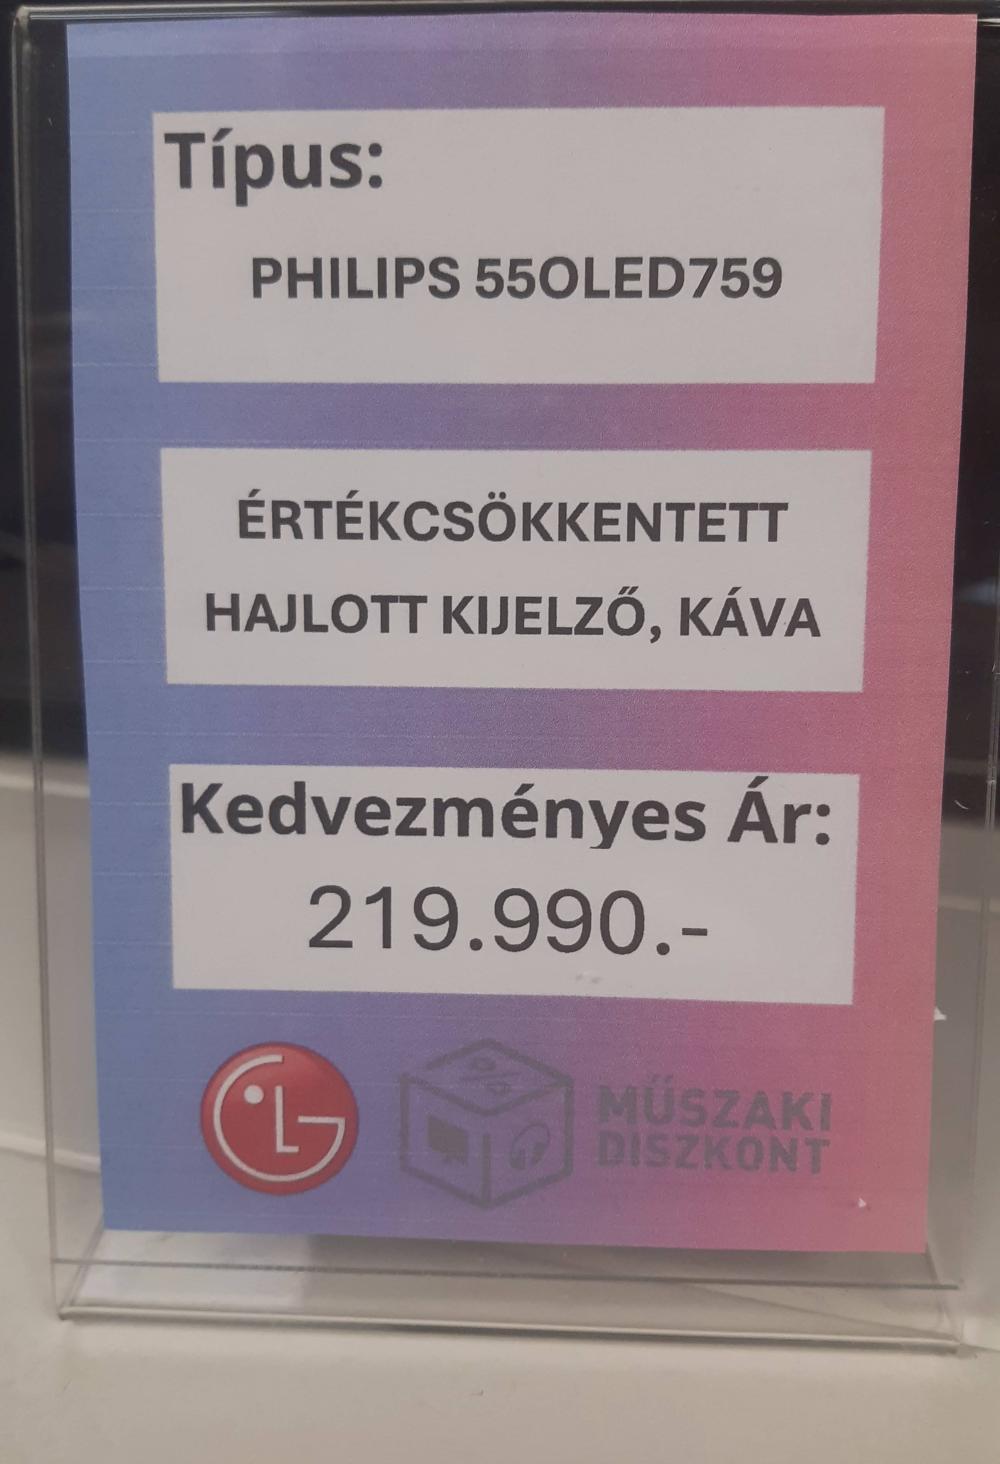 Típus:
PHILIPS 55OLED759
ÉRTÉKCSÖKKENTETT
HAJLOTT KIJELZŐ, KÁVA
Kedvezményes Ár:
219.990.-
LG
MŰSZAKI
DISZKONT